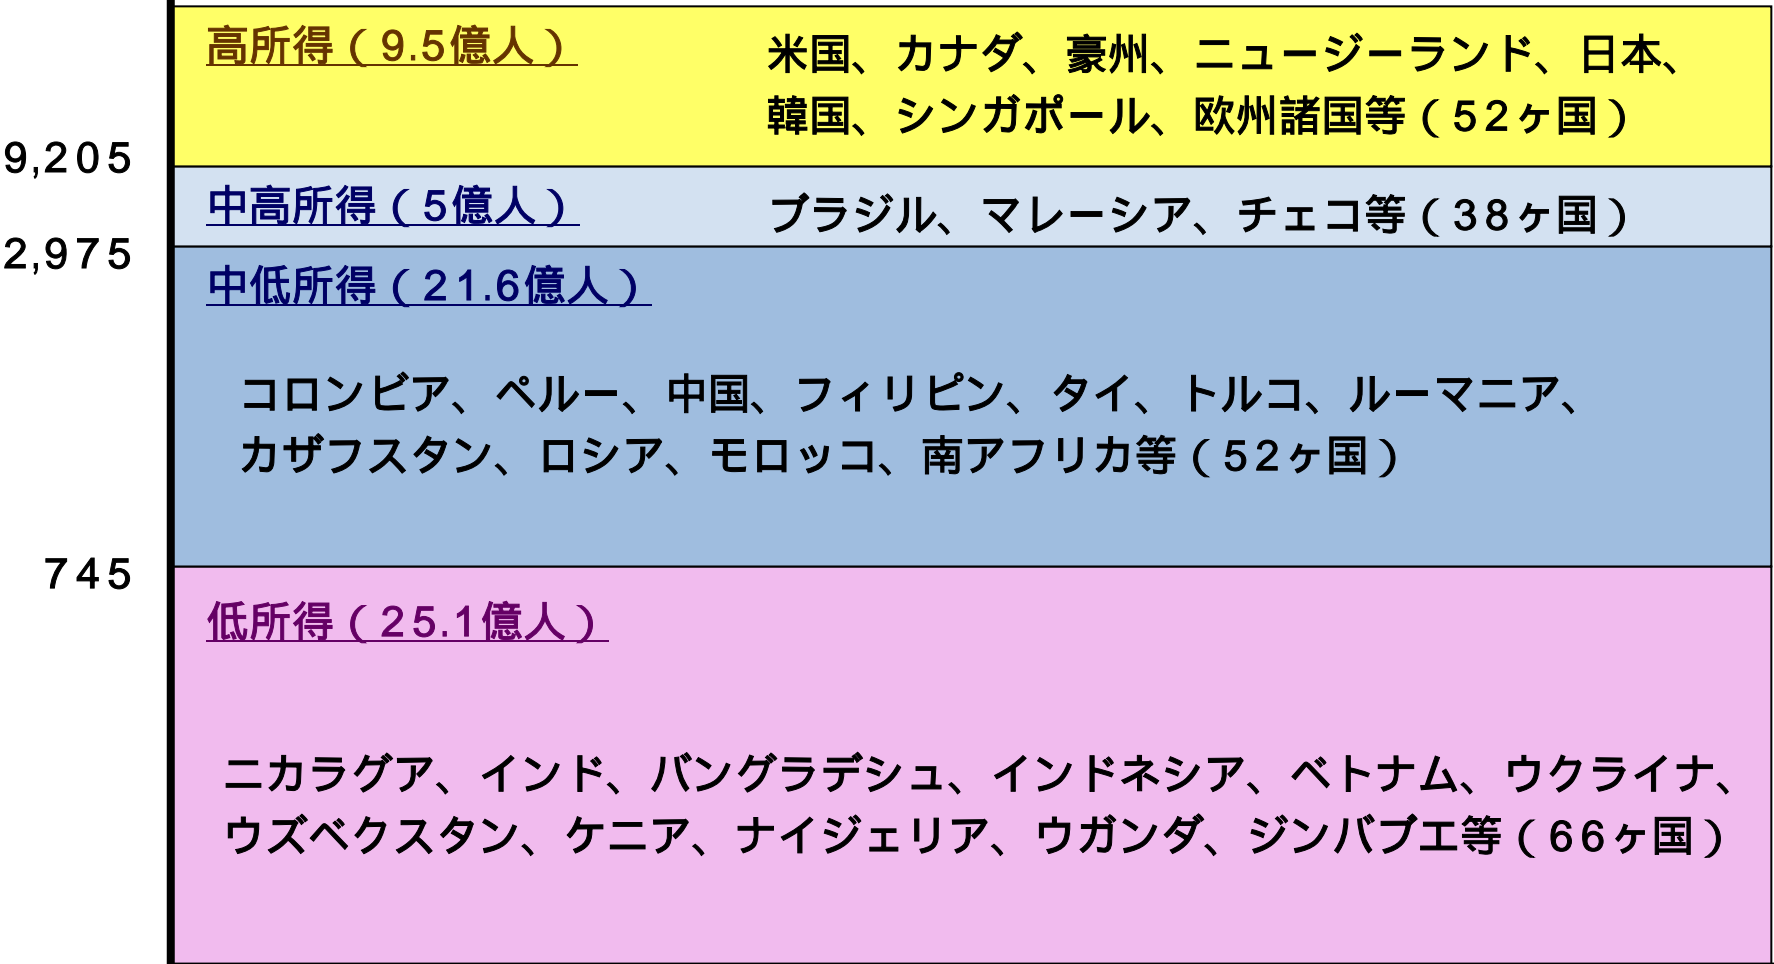 高所得（9.5億人）
米国、カナダ、豪州、ニュージーランド、日本、
韓国、シンガポール、欧州諸国等（52ヶ国）
9,205
中高所得（5億人）
ブラジル、マレーシア、チェコ等（38ヶ国）
2,975
中低所得（21.6億人）
コロンビア、ペルー、中国、フィリピン、タイ、トルコ、ルーマニア、
カザフスタン、ロシア、モロッコ、南アフリカ等（52ヶ国）
745
低所得（25.1億人）
ニカラグア、インド、バングラデシュ、インドネシア、ベトナム、ウクライナ、
ウズベクスタン、ケニア、ナイジェリア、ウガンダ、ジンバブエ等（66ヶ国）